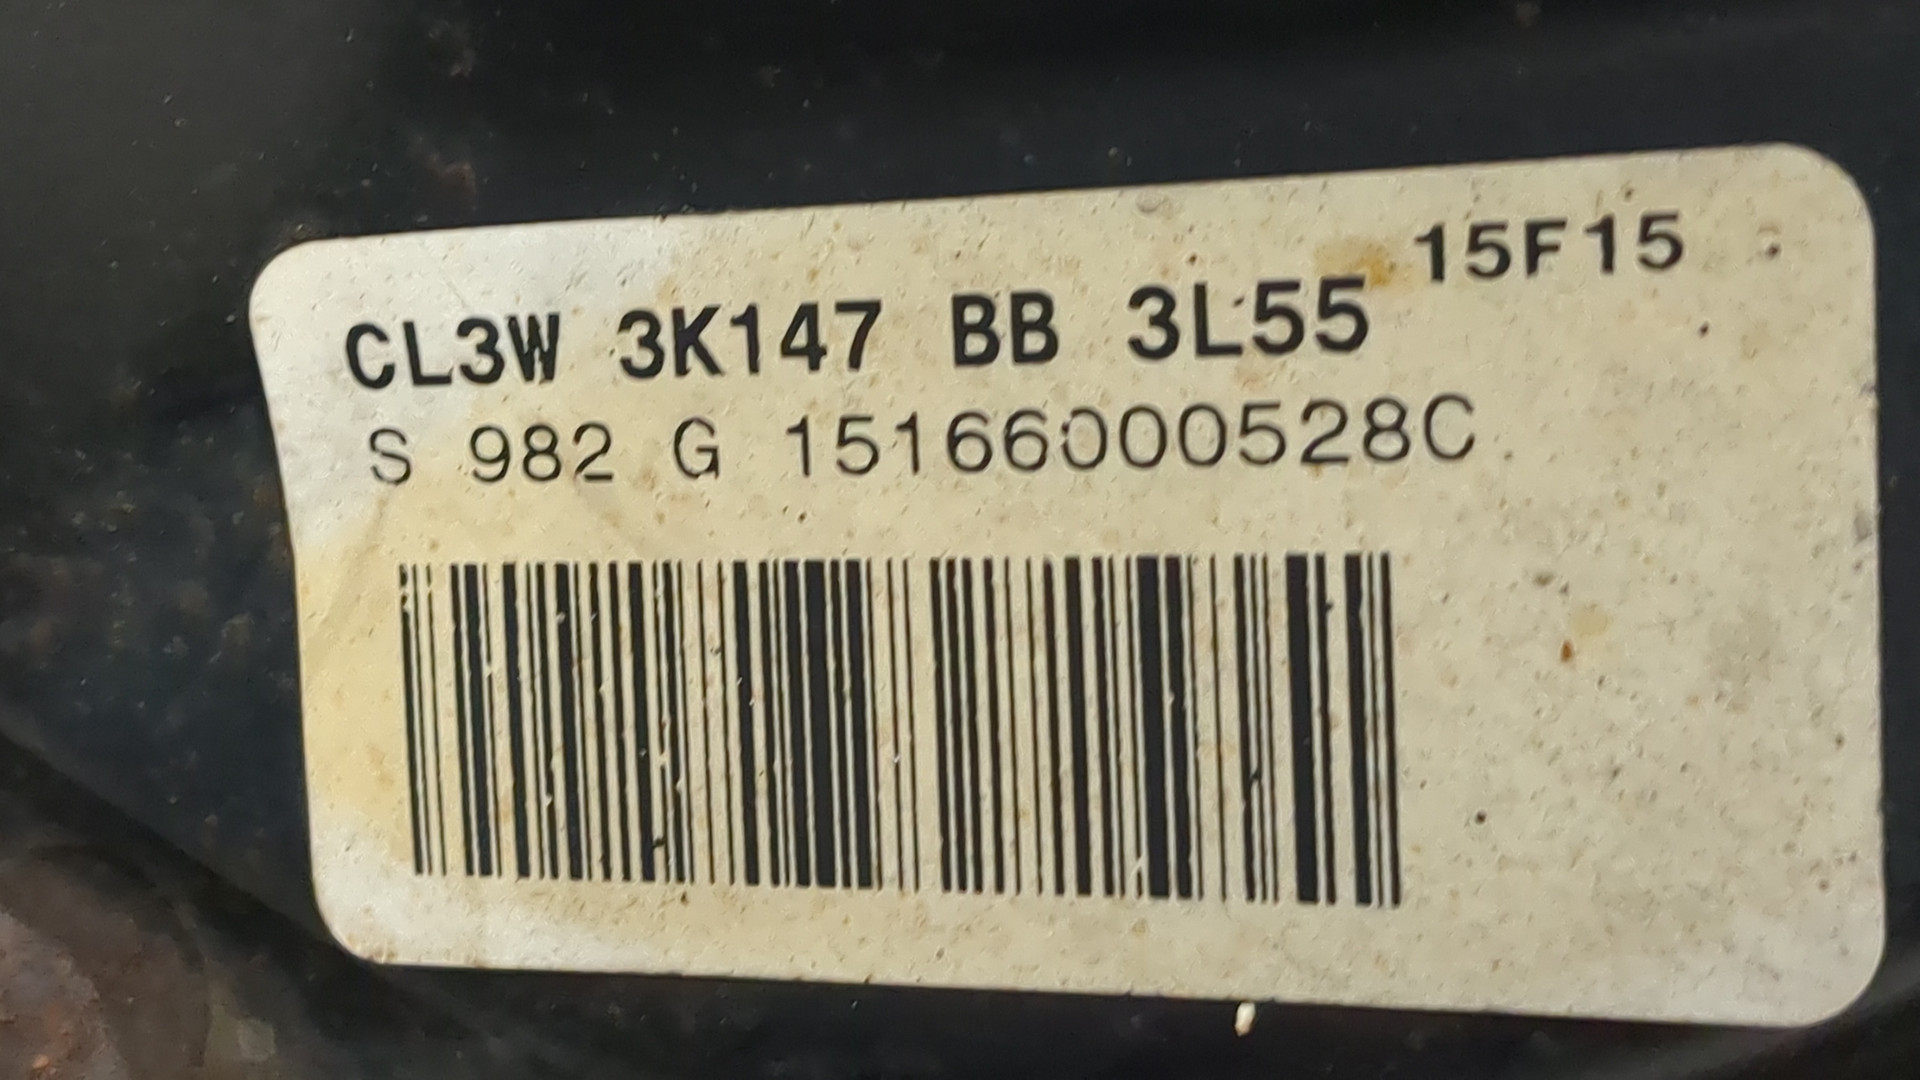 15F15
CL3W 3K147 BB 3L55
S 982 G 15166000528C